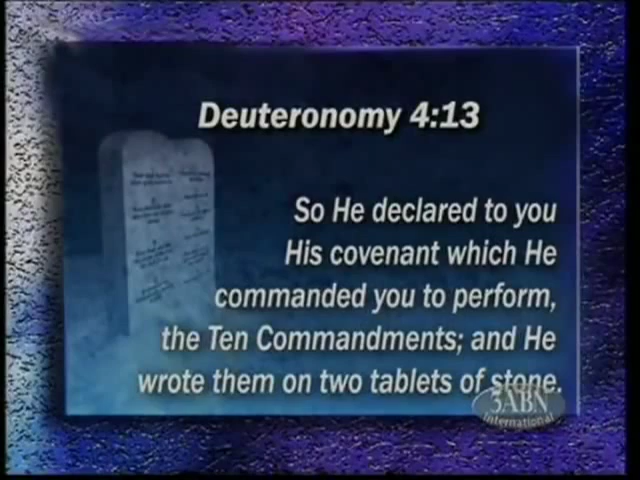 Deuteronomy 4:13
So He declared to you
His covenant which He
commanded you to perform,
the Ten Commandments; and He
wrote them on two tablets of stone.
3ABN
International